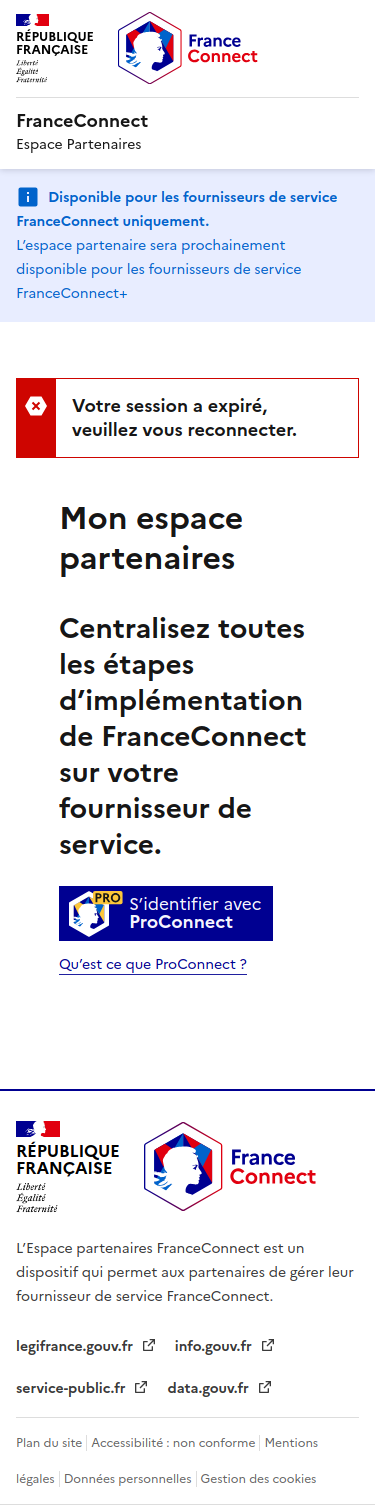 RÉPUBLIQUE
FRANÇAISE
Liberté
Égalité
Fraternité
France
Connect
FranceConnect
Espace Partenaires
Disponible pour les fournisseurs de service
FranceConnect uniquement.
L’espace partenaire sera prochainement
disponible pour les fournisseurs de service
FranceConnect+
Votre session a expiré,
veuillez vous reconnecter.
Mon espace
partenaires
Centralisez toutes
les étapes
d’implémentation
de FranceConnect
sur votre
fournisseur de
service.
PRO
S’identifier avec
ProConnect
Qu’est ce que ProConnect ?
RÉPUBLIQUE
FRANÇAISE
Liberté
Égalité
Fraternité
France
Connect
L’Espace partenaires FranceConnect est un
dispositif qui permet aux partenaires de gérer leur
fournisseur de service FranceConnect.
legifrance.gouv.fr info.gouv.fr
service-public.fr data.gouv.fr
Plan du site Accessibilité : non conforme Mentions
légales Données personnelles Gestion des cookies